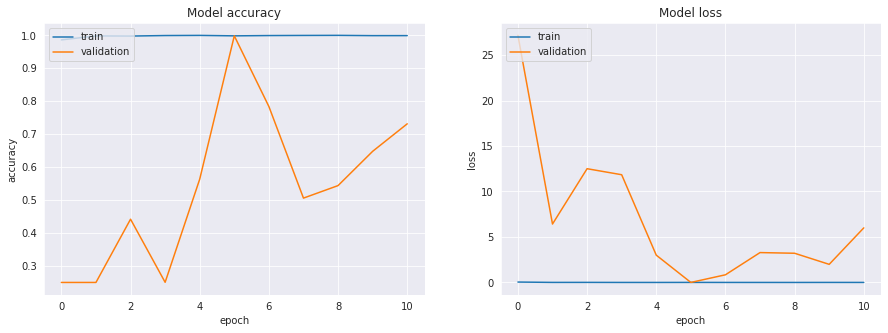 Model accuracy
train
validation
1.0
0.9
0.8
0.7
0.6
0.5
0.4
0.3
accuracy
0 2 4 6 8 10
epoch
Model loss
train
validation
25
20
15
10
5
0
loss
0 2 4 6 8 10
epoch